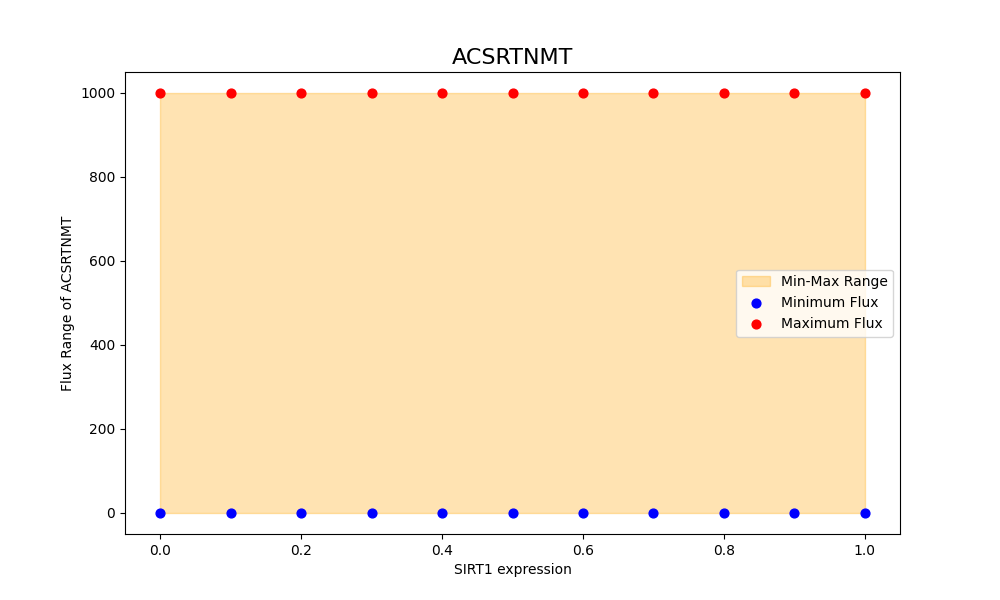 ACSRTNMT
Flux Range of ACSRTNMT
1000
800
600
400
200
0
Min-Max Range
Minimum Flux
Maximum Flux
0.0 0.2 0.4 0.6 0.8 1.0
SIRT1 expression